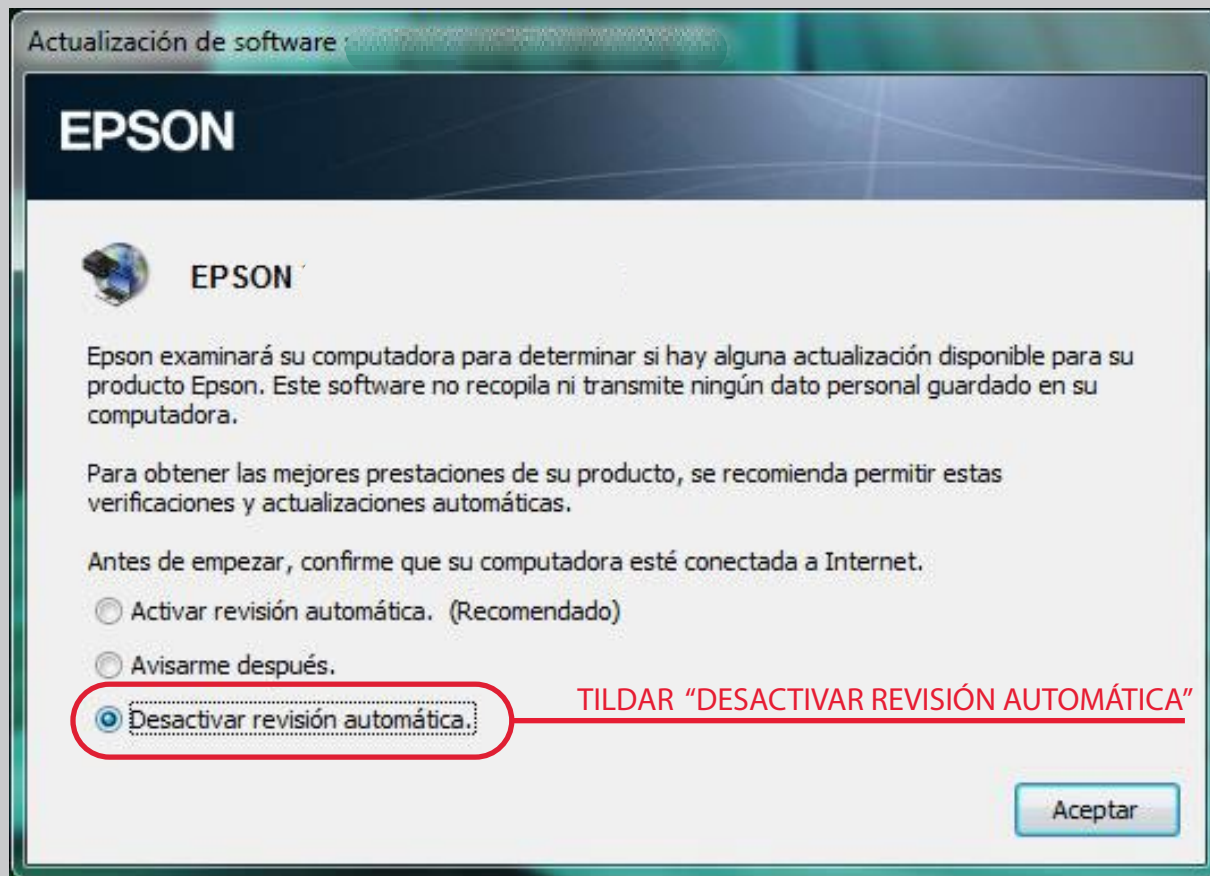 Actualización de software
EPSON
EPSON
Epson examinará su computadora para determinar si hay alguna actualización disponible para su
producto Epson. Este software no recopila ni transmite ningún dato personal guardado en su
computadora.
Para obtener las mejores prestaciones de su producto, se recomienda permitir estas
verificaciones y actualizaciones automáticas.
Antes de empezar, confirme que su computadora esté conectada a Internet.
Activar revisión automática. (Recomendado)
Avisarme después.
Desactivar revisión automática.
TILDAR “DESACTIVAR REVISIÓN AUTOMÁTICA”
Aceptar